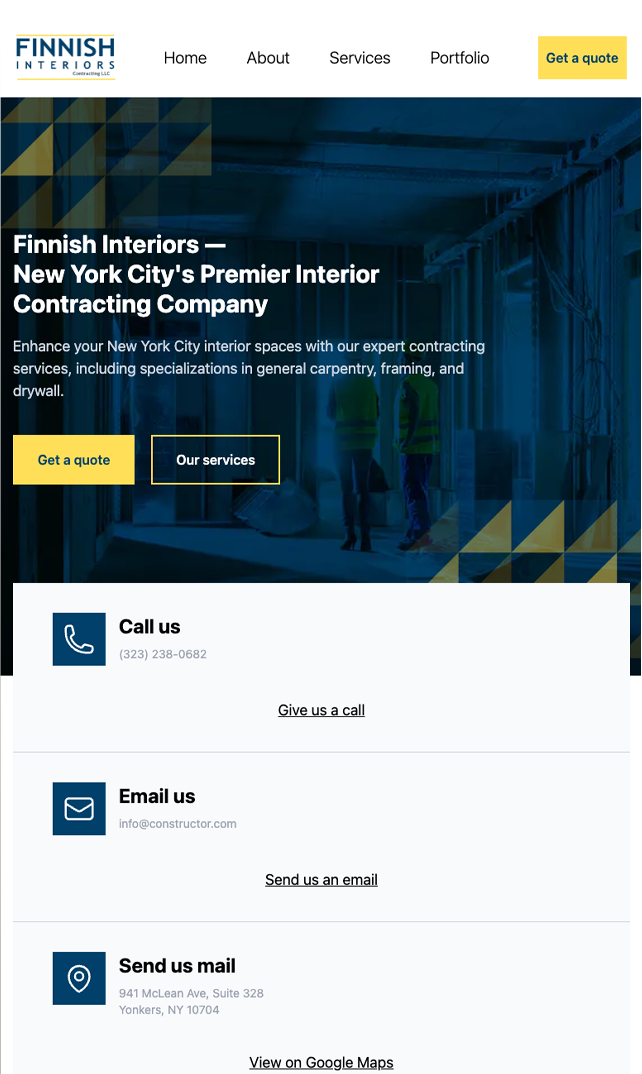 FINNISH
INTERIORS
Contracting LLC
Home
About
Services
Portfolio
Get a quote
Finnish Interiors —
New York City's Premier Interior
Contracting Company
Enhance your New York City interior spaces with our expert contracting
services, including specializations in general carpentry, framing, and
drywall.
Get a quote
Our services
Call us
(323) 238-0682
Give us a call
Email us
info@constructor.com
Send us an email
Send us mail
941 McLean Ave, Suite 328
Yonkers, NY 10704
View on Google Maps